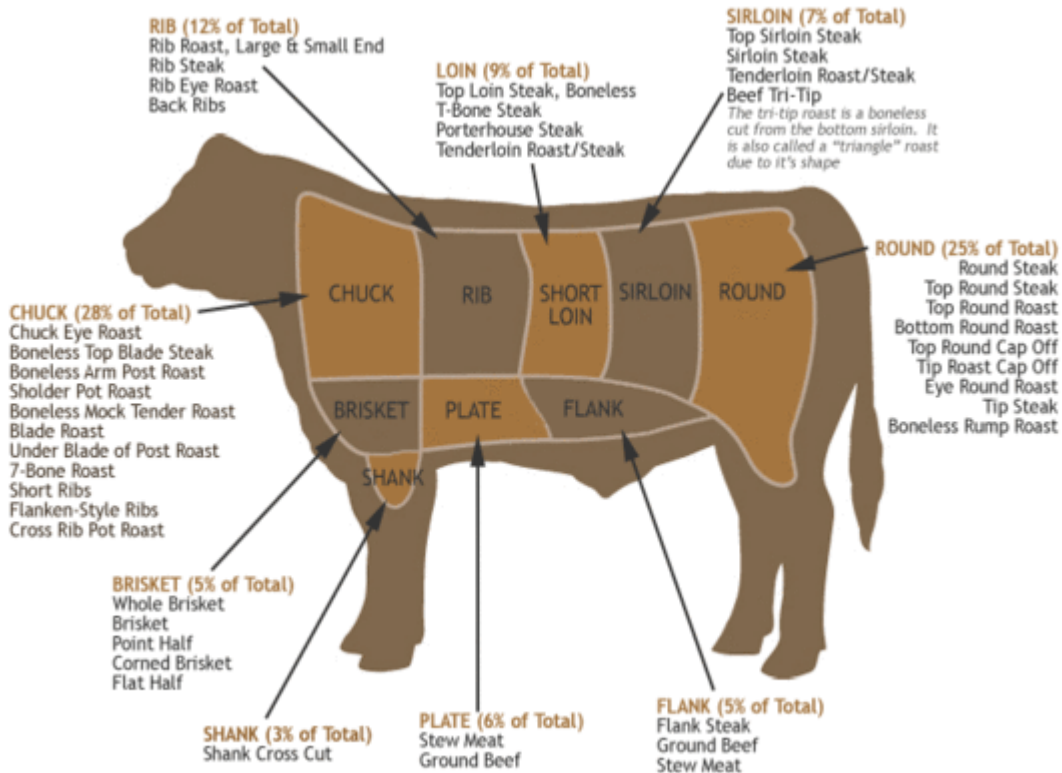 RIB (12% of Total)
Rib Roast, Large & Small End
Rib Steak
Rib Eye Roast
Back Ribs
LOIN (9% of Total)
Top Loin Steak, Boneless
T-Bone Steak
Porterhouse Steak
Tenderloin Roast/Steak
SIRLOIN (7% of Total)
Top Sirloin Steak
Sirloin Steak
Tenderloin Roast/Steak
Beef Tri-Tip
The tri-tip roast is a boneless
cut from the bottom sirloin. It
is also called a "triangle" roast
due to it's shape
CHUCK
RIB
SHORT
LOIN
SIRLOIN
ROUND
BRISKET
PLATE
FLANK
SHANK
ROUND (25% of Total)
Round Steak
Top Round Steak
Top Round Roast
Bottom Round Roast
Top Round Cap Off
Tip Roast Cap Off
Eye Round Roast
Tip Steak
Boneless Rump Roast
CHUCK (28% of Total)
Chuck Eye Roast
Boneless Top Blade Steak
Boneless Arm Post Roast
Sholder Pot Roast
Boneless Mock Tender Roast
Blade Roast
Under Blade of Post Roast
7-Bone Roast
Short Ribs
Flanken-Style Ribs
Cross Rib Pot Roast
BRISKET (5% of Total)
Whole Brisket
Brisket
Point Half
Corned Brisket
Flat Half
SHANK (3% of Total)
Shank Cross Cut
PLATE (6% of Total)
Stew Meat
Ground Beef
FLANK (5% of Total)
Flank Steak
Ground Beef
Stew Meat